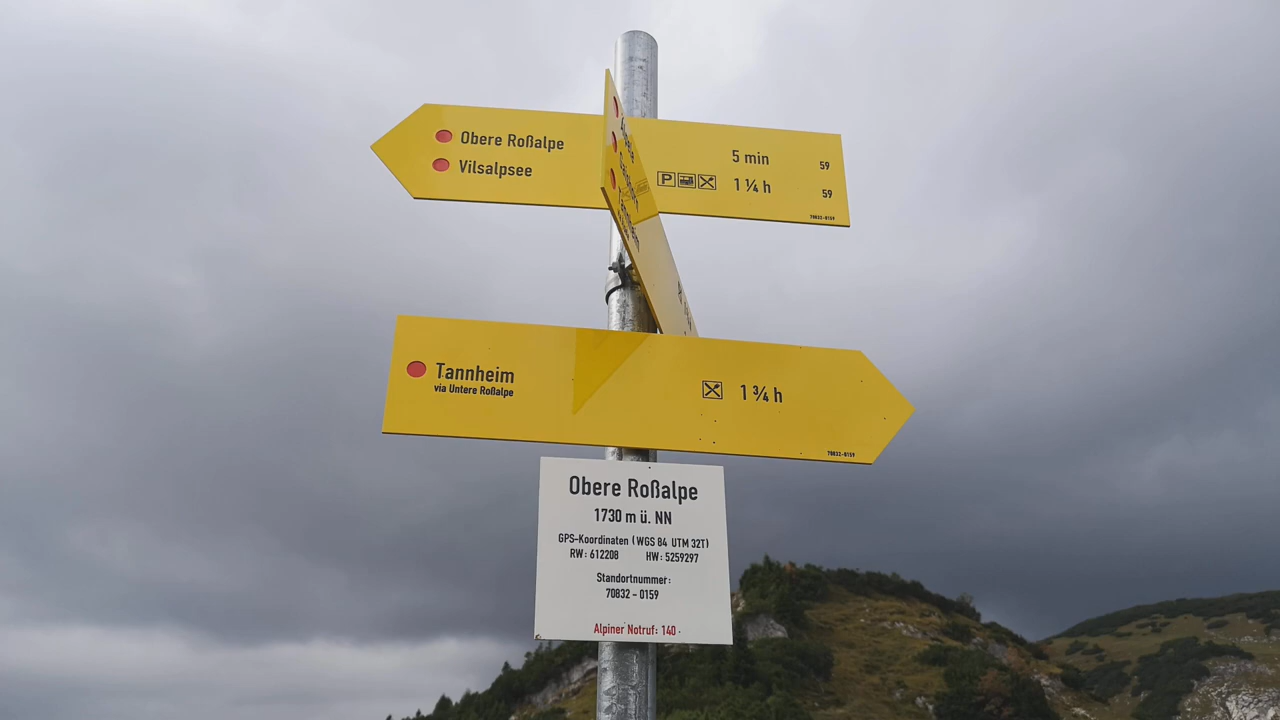 Obere Roßalpe 5 min 59
Vilsalpsee P 1 ¼ h 59
70832-0159
Tannheim 1 ¾ h
via Untere Roßalpe
70832-0159
Obere Roßalpe
1730 m ü. NN
GPS-Koordinaten (WGS 84 UTM 32T)
RW: 612208 HW: 5259297
Standortnummer:
70832 - 0159
Alpiner Notruf: 140